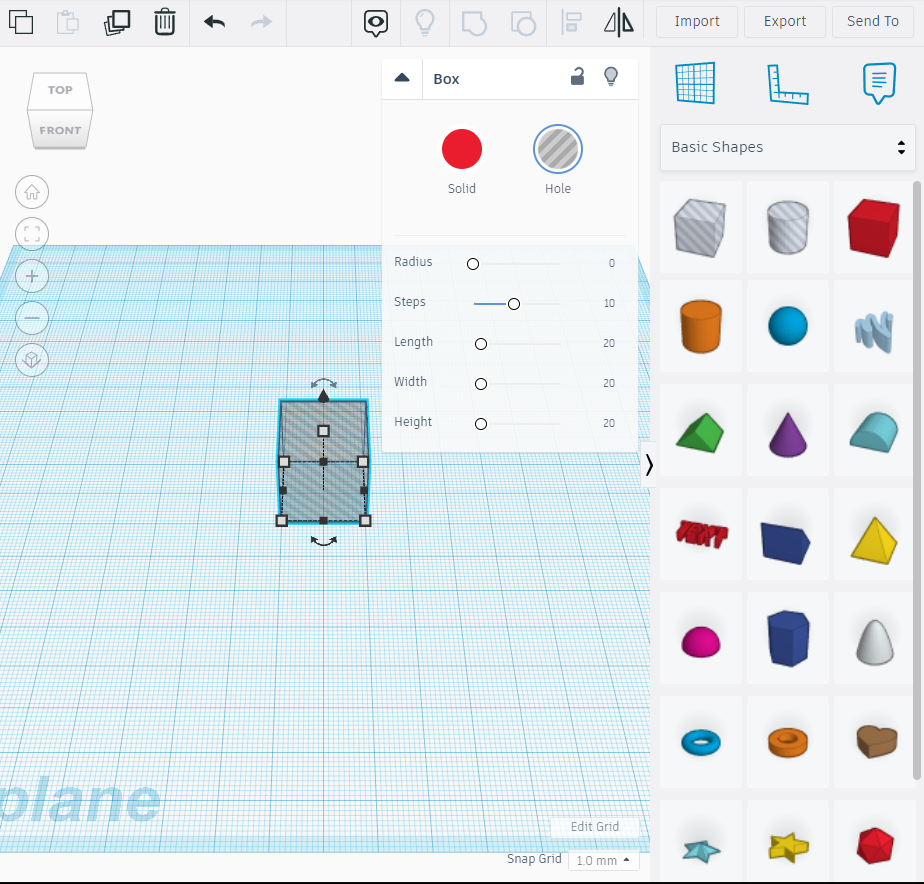 Import
Export
Send To
TOP
FRONT
Box
Solid
Hole
Radius 0
Steps 10
Length 20
Width 20
Height 20
Basic Shapes
TEXT
plane
Edit Grid
Snap Grid 1.0 mm